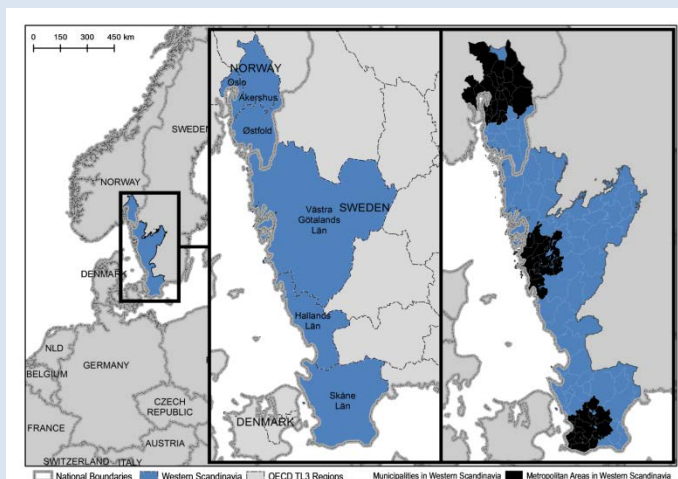 0 150 300 450 km
SWEDEN
NORWAY
DENMARK
NLD
BELGIUM
GERMANY
CZECH
REPUBLIC
FRANCE
AUSTRIA
SWITZERLAND
ITALY
NORWAY
Oslo
Akershus
Østfold
Västra
Götalands
Län
SWEDEN
Hallands
Län
Skåne
Län
DENMARK
National Boundaries Western Scandinavia OECD TL3 Regions Municipalities in Western Scandinavia Metropolitan Areas in Western Scandinavia